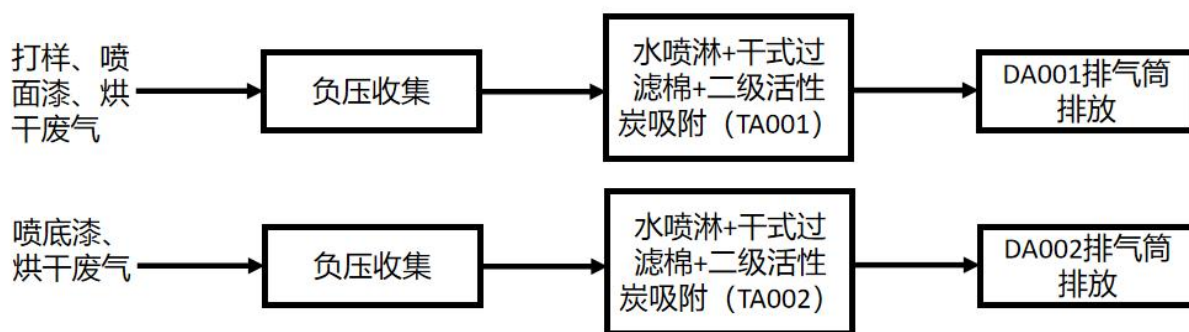 打样、喷
面漆、烘
干废气
负压收集
水喷淋+干式过
滤棉+二级活性
炭吸附（TA001）
DA001排气筒
排放
喷底漆、
烘干废气
负压收集
水喷淋+干式过
滤棉+二级活性
炭吸附（TA002）
DA002排气筒
排放